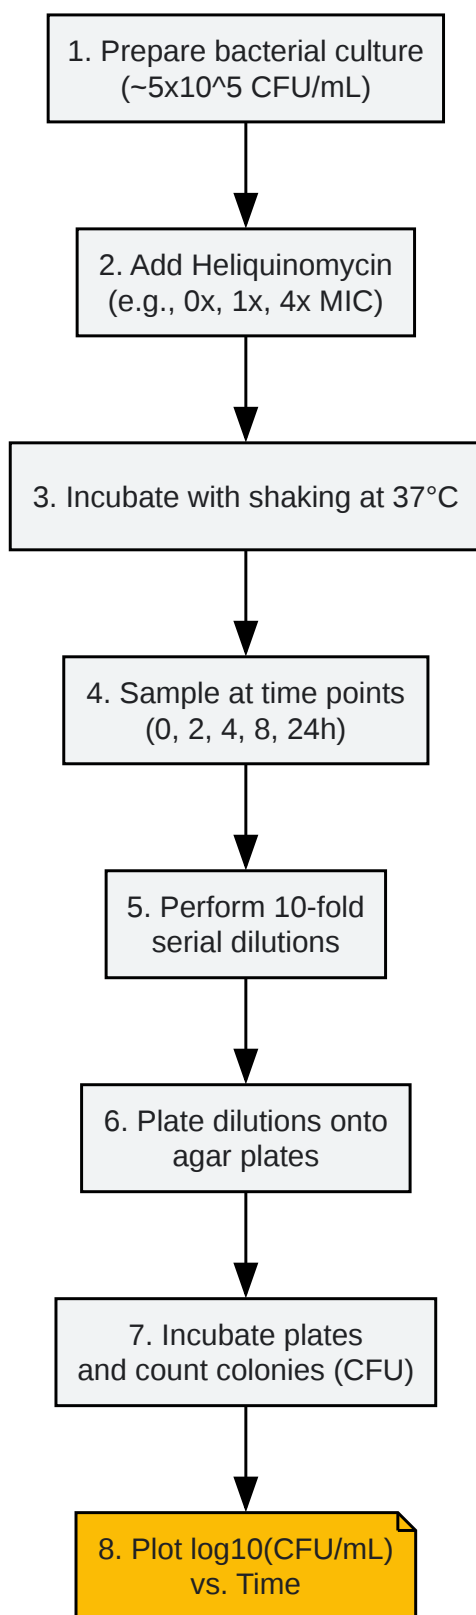 1. Prepare bacterial culture
(~5x10^5 CFU/mL)
2. Add Heliquinomycin
(e.g., 0x, 1x, 4x MIC)
3. Incubate with shaking at 37°C
4. Sample at time points
(0, 2, 4, 8, 24h)
5. Perform 10-fold
serial dilutions
6. Plate dilutions onto
agar plates
7. Incubate plates
and count colonies (CFU)
8. Plot log10(CFU/mL)
vs. Time